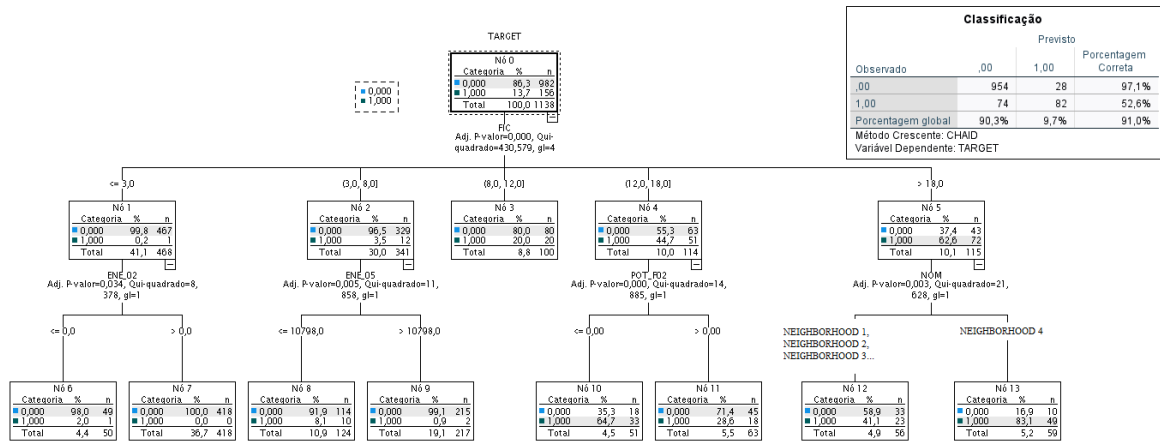 TARGET
Nó 0
Categoria % n
0,000 86,3 982
1,000 13,7 156
Total 100,0 1138
0,000
1,000
Classificação
Previsto
Observado ,00 1,00 Porcentagem Correta
,00 954 28 97,1%
1,00 74 82 52,6%
Porcentagem global 90,3% 9,7% 91,0%
Método Crescente: CHAID
Variável Dependente: TARGET
FIC
Adj. P-valor=0,000, Qui-
quadrado=430,579, gl=4
<= 3,0
(3,0, 8,0]
(8,0, 12,0]
(12,0, 18,0]
> 18,0
Nó 1
Categoria % n
0,000 99,8 467
1,000 0,2 1
Total 41,1 468
Nó 2
Categoria % n
0,000 96,5 329
1,000 3,5 12
Total 30,0 341
Nó 3
Categoria % n
0,000 80,0 80
1,000 20,0 20
Total 8,8 100
Nó 4
Categoria % n
0,000 55,3 63
1,000 44,7 51
Total 10,0 114
Nó 5
Categoria % n
0,000 37,4 43
1,000 62,6 72
Total 10,1 115
ENE_02
Adj. P-valor=0,034, Qui-quadrado=8,
378, gl=1
ENE_05
Adj. P-valor=0,005, Qui-quadrado=11,
858, gl=1
POT_F02
Adj. P-valor=0,000, Qui-quadrado=14,
885, gl=1
NOM
Adj. P-valor=0,003, Qui-quadrado=21,
628, gl=1
<= 0,0
> 0,0
<= 10798,0
> 10798,0
<= 0,00
> 0,00
NEIGHBORHOOD 1,
NEIGHBORHOOD 2,
NEIGHBORHOOD 3...
NEIGHBORHOOD 4
Nó 6
Categoria % n
0,000 98,0 49
1,000 2,0 1
Total 4,4 50
Nó 7
Categoria % n
0,000 100,0 418
1,000 0,0 0
Total 36,7 418
Nó 8
Categoria % n
0,000 91,9 114
1,000 8,1 10
Total 10,9 124
Nó 9
Categoria % n
0,000 99,1 215
1,000 0,9 2
Total 19,1 217
Nó 10
Categoria % n
0,000 35,3 18
1,000 64,7 33
Total 4,5 51
Nó 11
Categoria % n
0,000 71,4 45
1,000 28,6 18
Total 5,5 63
Nó 12
Categoria % n
0,000 58,9 33
1,000 41,1 23
Total 4,9 56
Nó 13
Categoria % n
0,000 16,9 10
1,000 83,1 49
Total 5,2 59